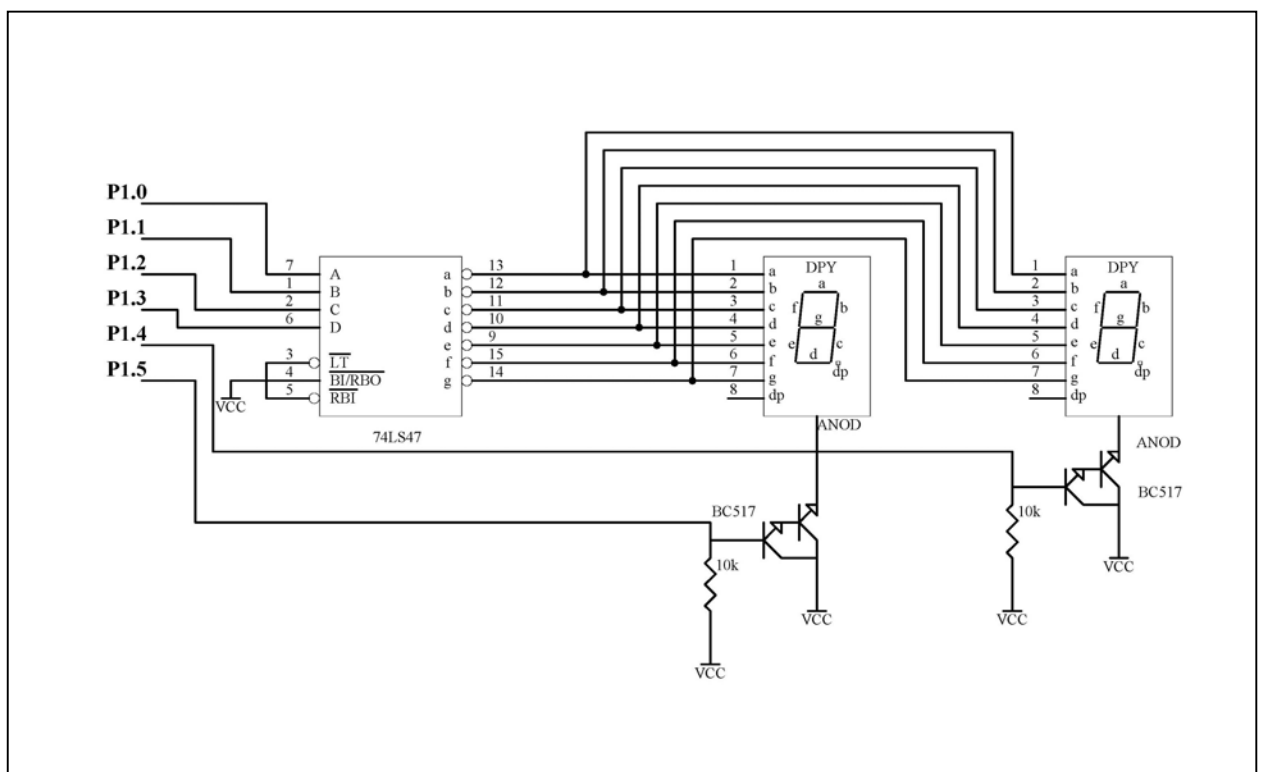 P1.0
P1.1
P1.2
P1.3
P1.4
P1.5
7 A
1 B
2 C
6 D
3 LT
4 BI/RBO
5 RBI
VCC
74LS47
a 13
b 12
c 11
d 10
e 9
f 15
g 14
1 a
2 b
3 c
4 d
5 e
6 f
7 g
8 dp
DPY
a
f b
g
e c
d
dp
ANOD
BC517
10k
VCC
VCC
1 a
2 b
3 c
4 d
5 e
6 f
7 g
8 dp
DPY
a
f b
g
e c
d
dp
ANOD
BC517
10k
VCC
VCC